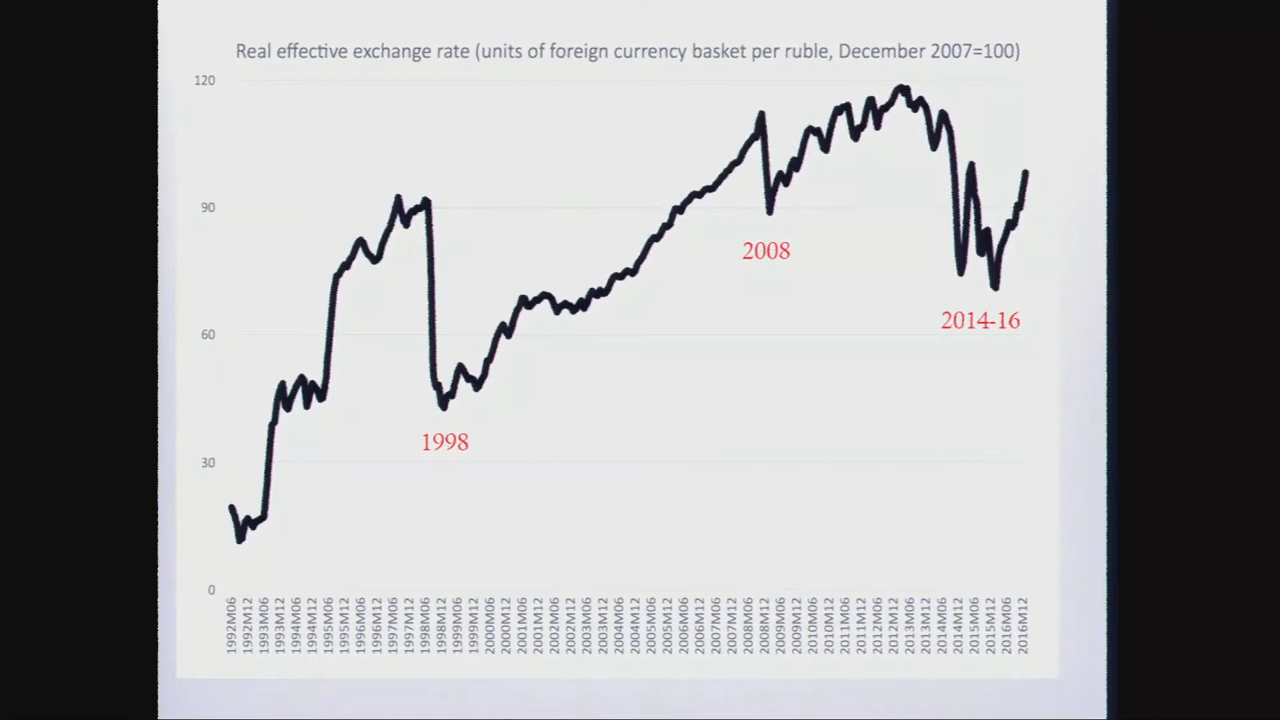 Real effective exchange rate (units of foreign currency basket per ruble, December 2007=100)
120
90
60
30
0
2008
2014-16
1998
1992M06
1992M12
1993M06
1993M12
1994M06
1994M12
1995M06
1995M12
1996M06
1996M12
1997M06
1997M12
1998M06
1998M12
1999M06
1999M12
2000M06
2000M12
2001M06
2001M12
2002M06
2002M12
2003M06
2003M12
2004M06
2004M12
2005M06
2005M12
2006M06
2006M12
2007M06
2007M12
2008M06
2008M12
2009M06
2009M12
2010M06
2010M12
2011M06
2011M12
2012M06
2012M12
2013M06
2013M12
2014M06
2014M12
2015M06
2015M12
2016M06
2016M12